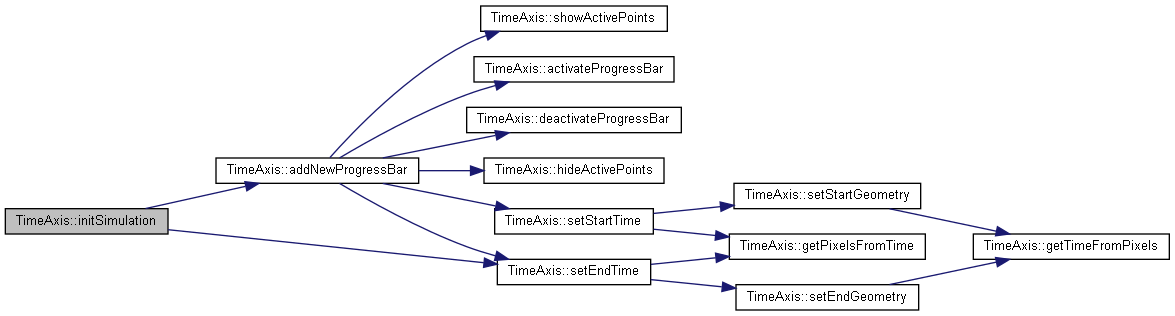 TimeAxis::showActivePoints
TimeAxis::activateProgressBar
TimeAxis::deactivateProgressBar
TimeAxis::addNewProgressBar
TimeAxis::hideActivePoints
TimeAxis::setStartGeometry
TimeAxis::initSimulation
TimeAxis::setStartTime
TimeAxis::getPixelsFromTime
TimeAxis::getTimeFromPixels
TimeAxis::setEndTime
TimeAxis::setEndGeometry